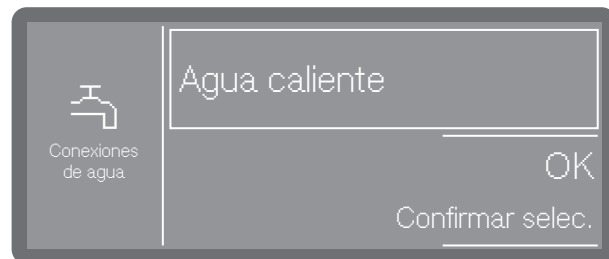 Conexiones
de agua
Agua caliente
OK
Confirmar selec.